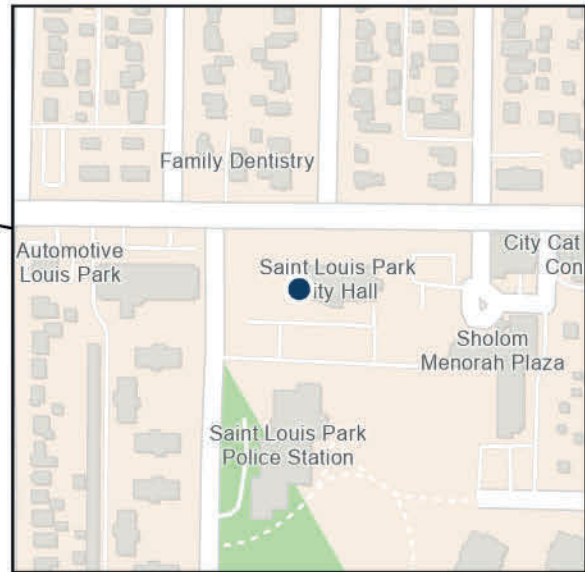 Family Dentistry
Automotive
Louis Park
Saint Louis Park
ity Hall
City Cat
Con
Sholom
Menorah Plaza
Saint Louis Park
Police Station